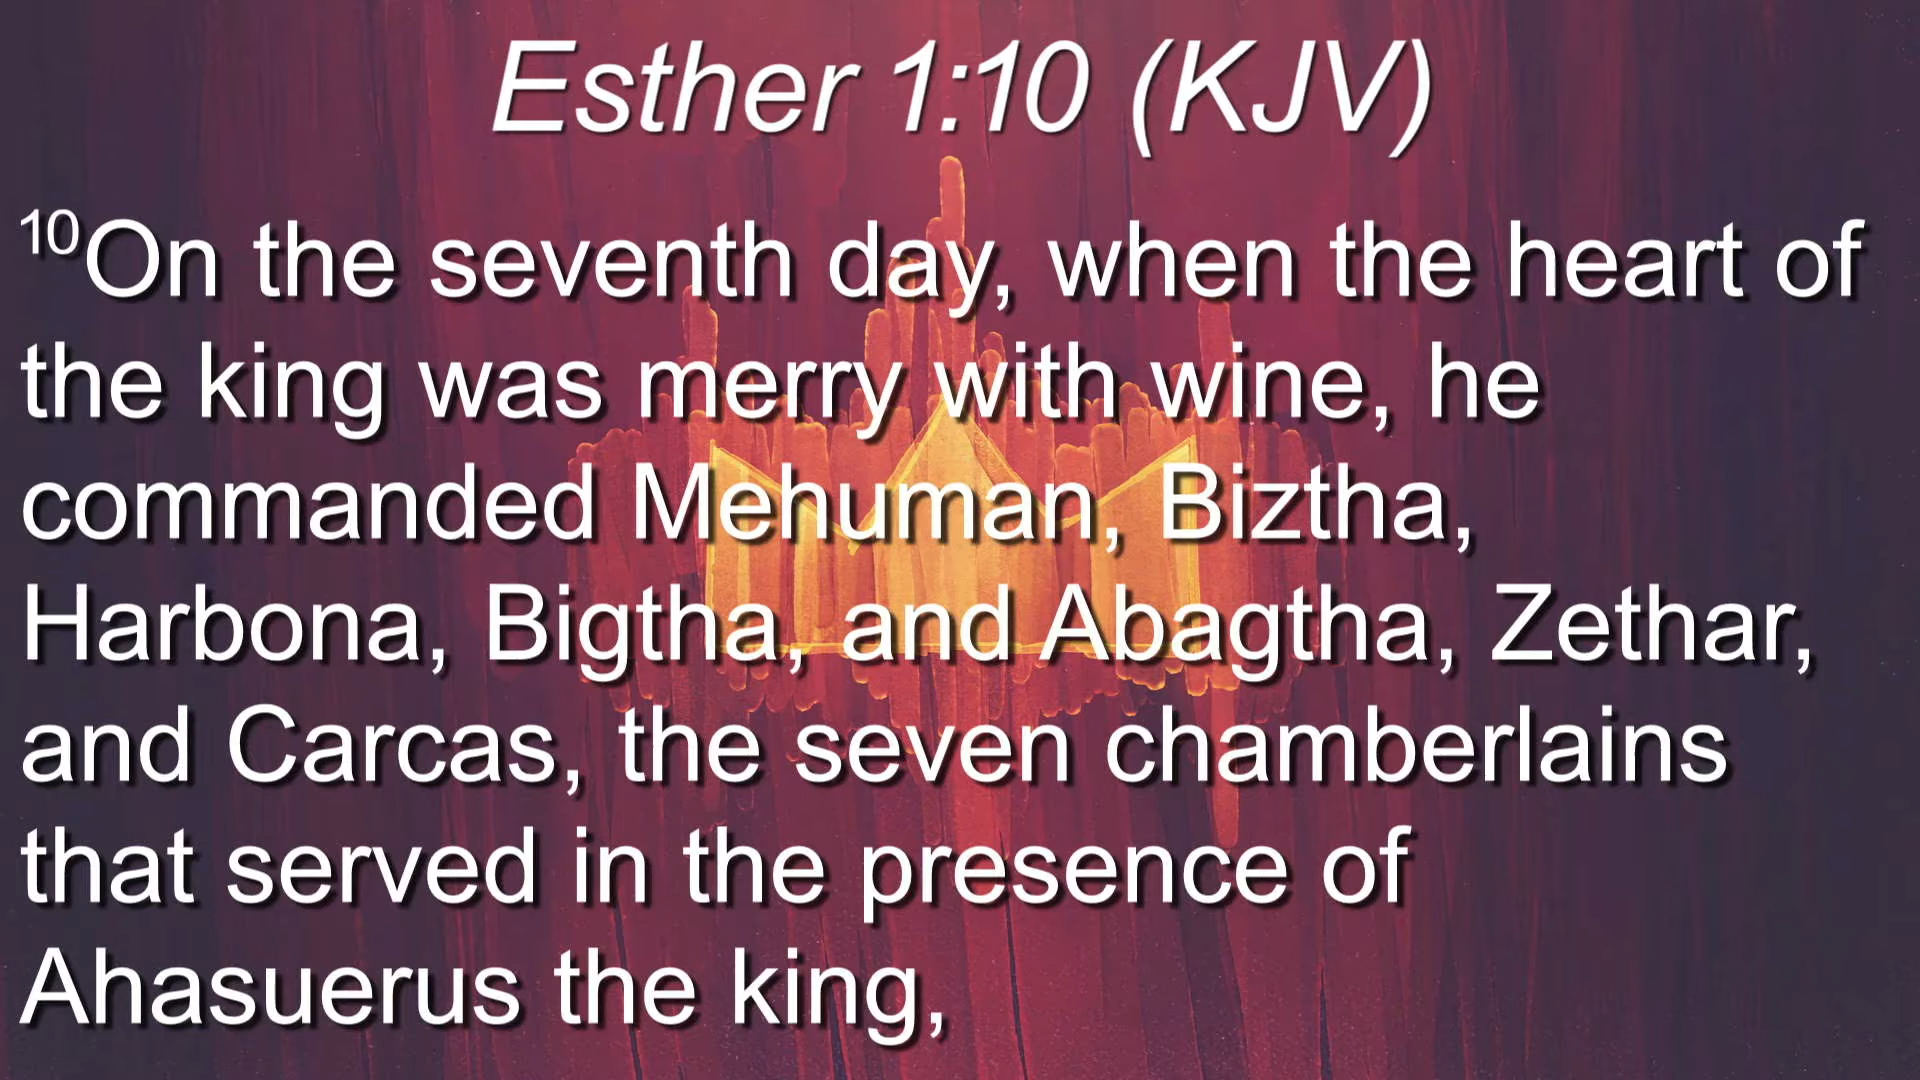 Esther 1:10 (KJV)
10On the seventh day, when the heart of
the king was merry with wine, he
commanded Mehuman, Biztha,
Harbona, Bigtha, and Abagtha, Zethar,
and Carcas, the seven chamberlains
that served in the presence of
Ahasuerus the king,